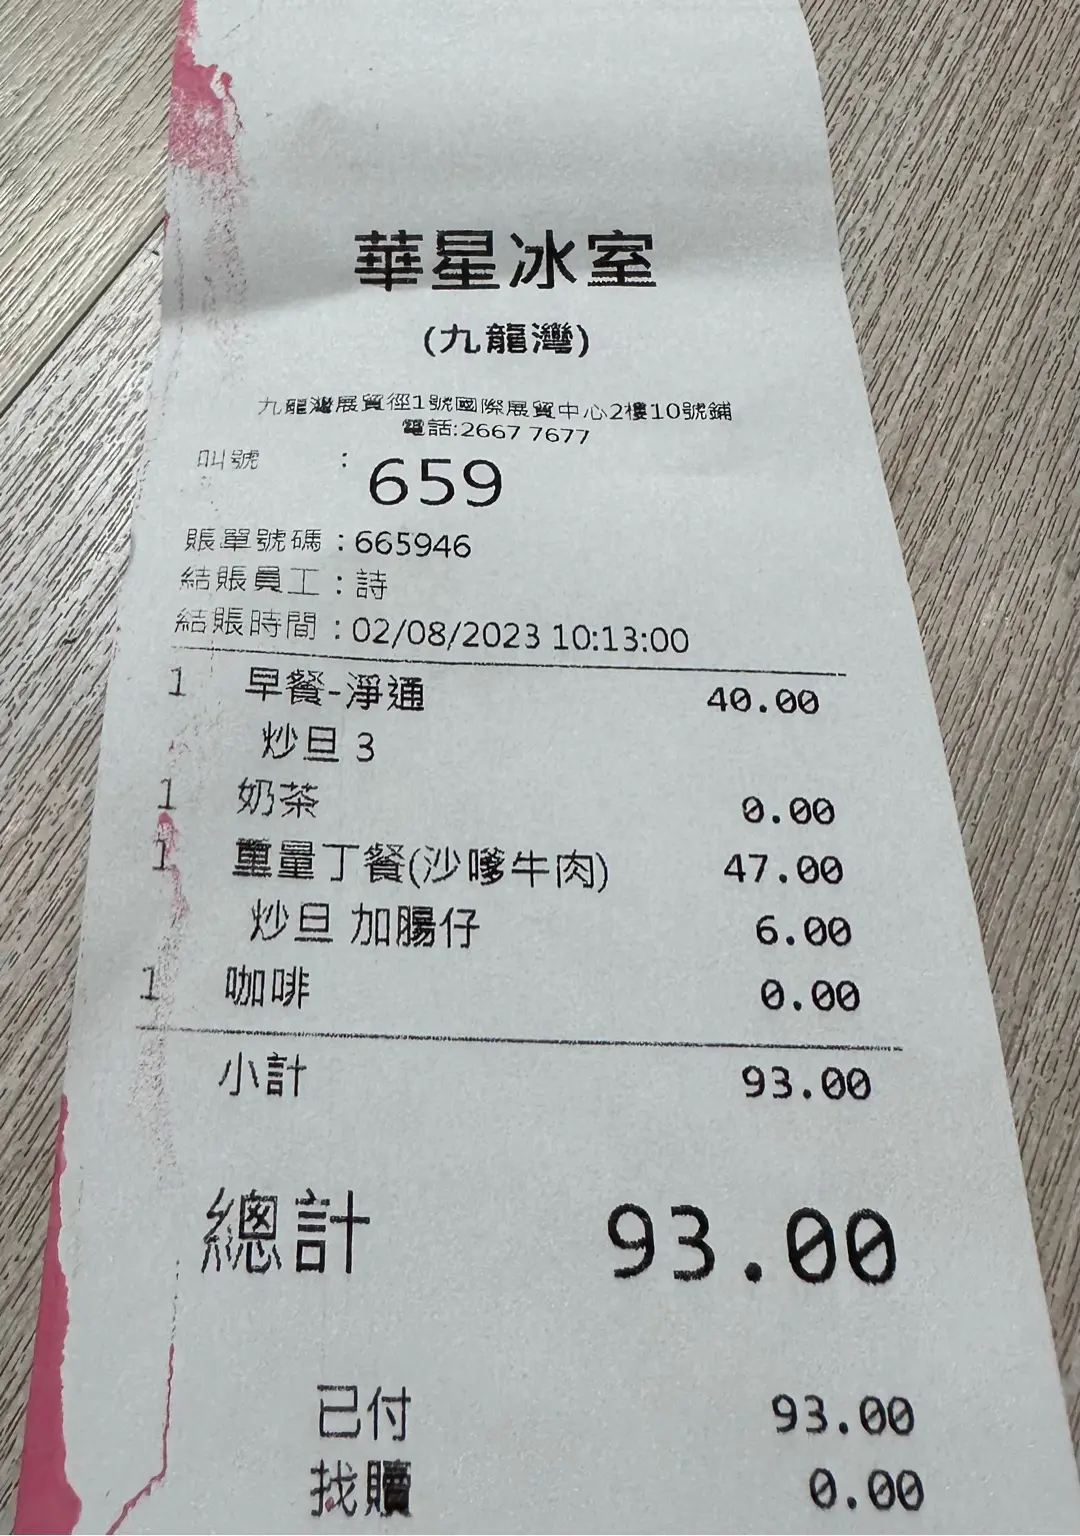 華星冰室
(九龍灣)
九龍灣展貿徑1號國際展貿中心2樓10號鋪
電話:2667 7677
叫號 : 659
賬單號碼 : 665946
結賬員工 : 詩
結賬時間 : 02/08/2023 10:13:00
1 早餐-淨通 40.00
炒旦 3
1 奶茶 0.00
1 重量丁餐(沙嗲牛肉) 47.00
炒旦 加腸仔 6.00
1 咖啡 0.00
小計 93.00
總計 93.00
已付 93.00
找贖 0.00